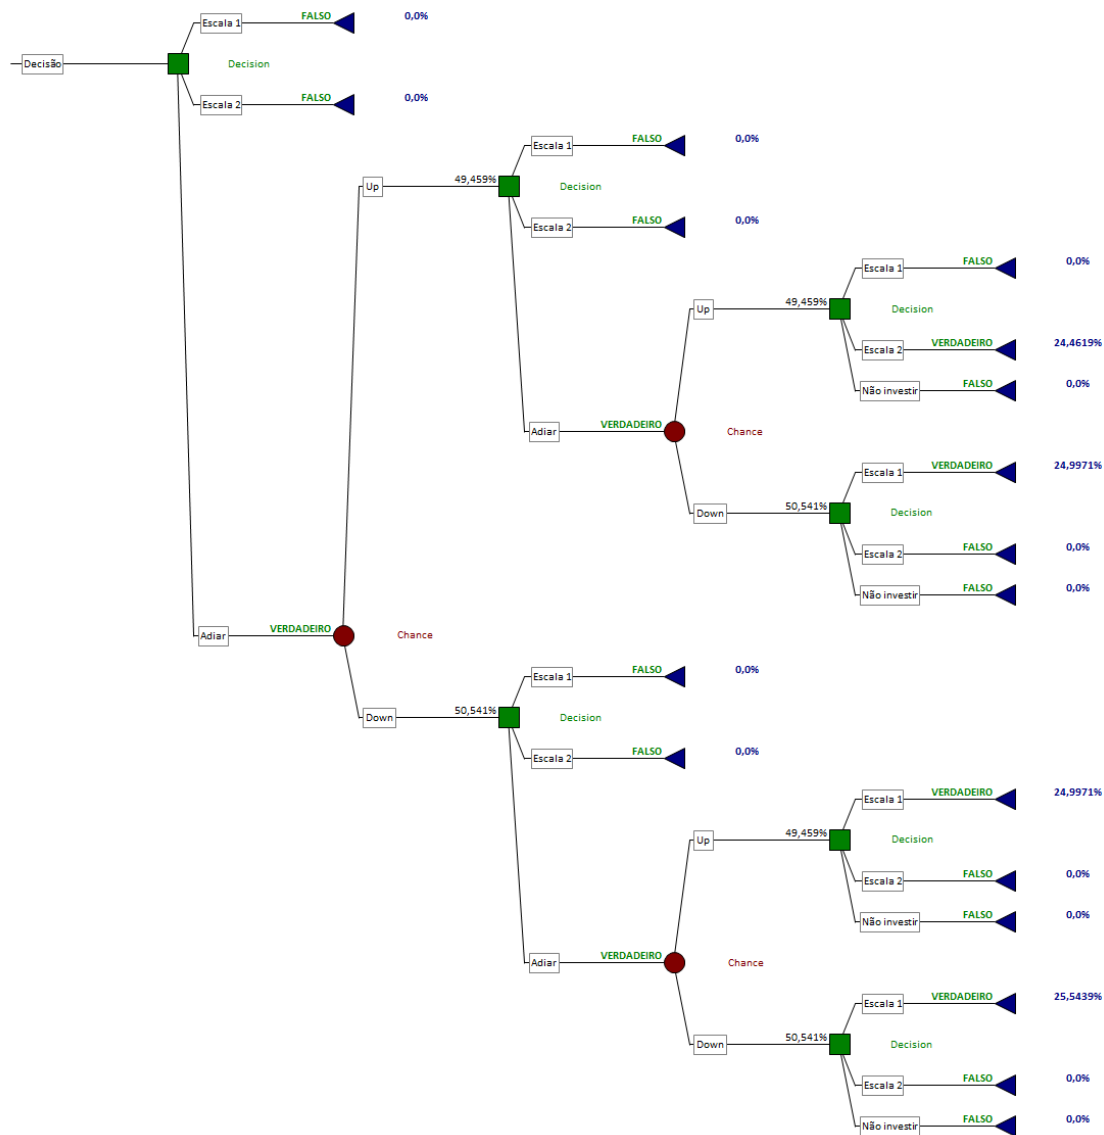 FALSO 0,0%
Escala 1
Decisão Decision
FALSO 0,0%
Escala 2
FALSO 0,0%
Escala 1
49,459%
Up Decision
FALSO 0,0%
Escala 2
FALSO 0,0%
Escala 1
49,459%
Up Decision
VERDADEIRO 24,4619%
Escala 2
FALSO 0,0%
Não investir
VERDADEIRO
Adiar Chance
VERDADEIRO 24,9971%
Escala 1
50,541%
Down Decision
FALSO 0,0%
Escala 2
FALSO 0,0%
Não investir
VERDADEIRO
Adiar Chance
FALSO 0,0%
Escala 1
50,541%
Down Decision
FALSO 0,0%
Escala 2
VERDADEIRO 24,9971%
Escala 1
49,459%
Up Decision
FALSO 0,0%
Escala 2
FALSO 0,0%
Não investir
VERDADEIRO
Adiar Chance
VERDADEIRO 25,5439%
Escala 1
50,541%
Down Decision
FALSO 0,0%
Escala 2
FALSO 0,0%
Não investir